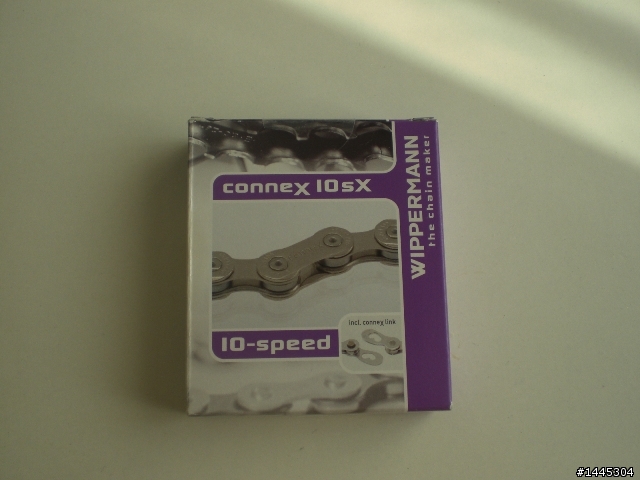 conneX 10sX
WIPPERMANN
the chain maker
incl. connex link
10-speed
#1445304